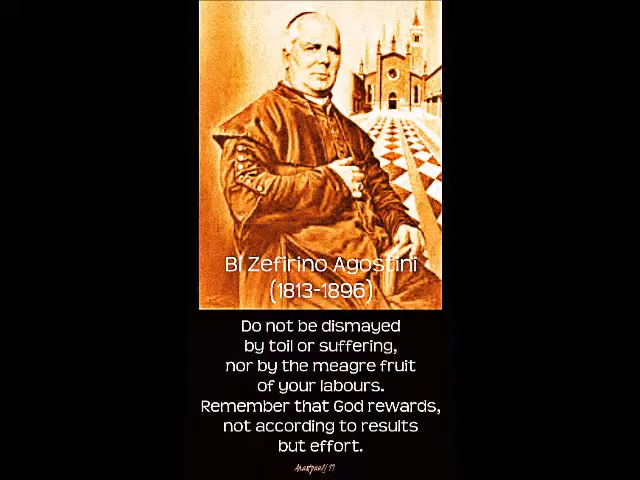 Bl Zefirino Agostini
(1813-1896)
Do not be dismayed
by toil or suffering,
nor by the meagre fruit
of your labours.
Remember that God rewards,
not according to results
but effort.